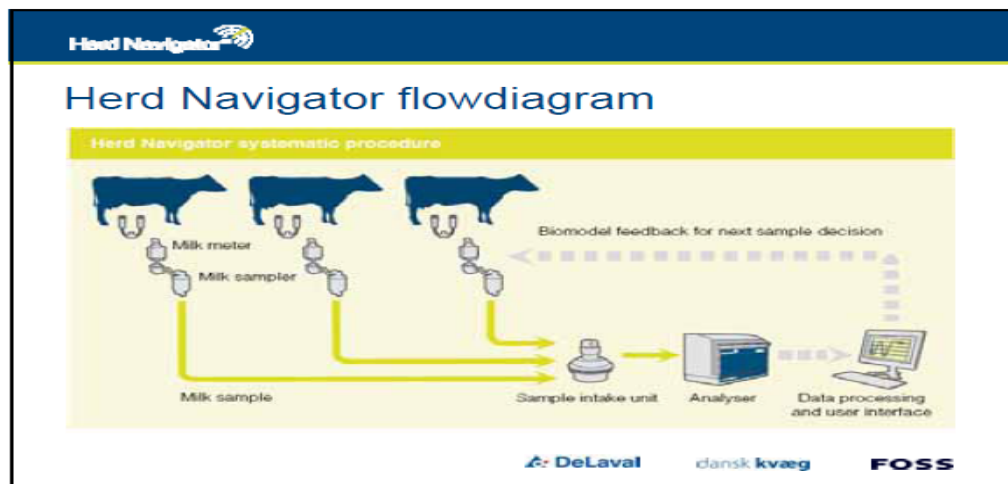 Herd Navigator
Herd Navigator flowdiagram
Herd Navigator systematic procedure
Milk meter
Milk sampler
Biomodel feedback for next sample decision
Milk sample
Sample intake unit
Analyser
Data processing
and user interface
DeLaval
dansk kvæg
FOSS